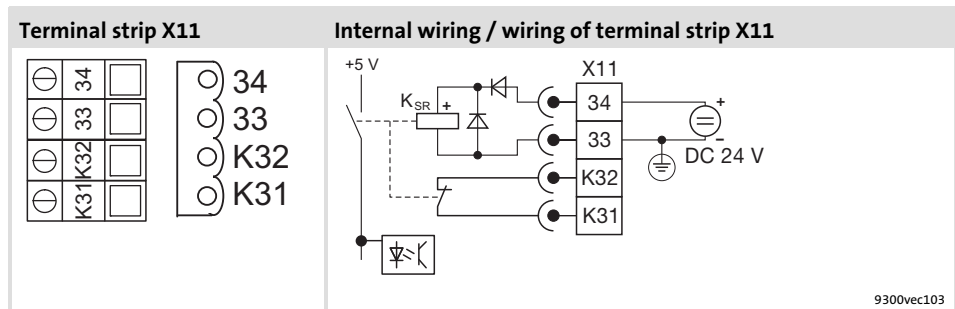 Terminal strip X11
Internal wiring / wiring of terminal strip X11
34
33
K32
K31
34
33
K32
K31
+5 V
KSR
+
X11
34
33
K32
K31
+
−
DC 24 V
9300vec103